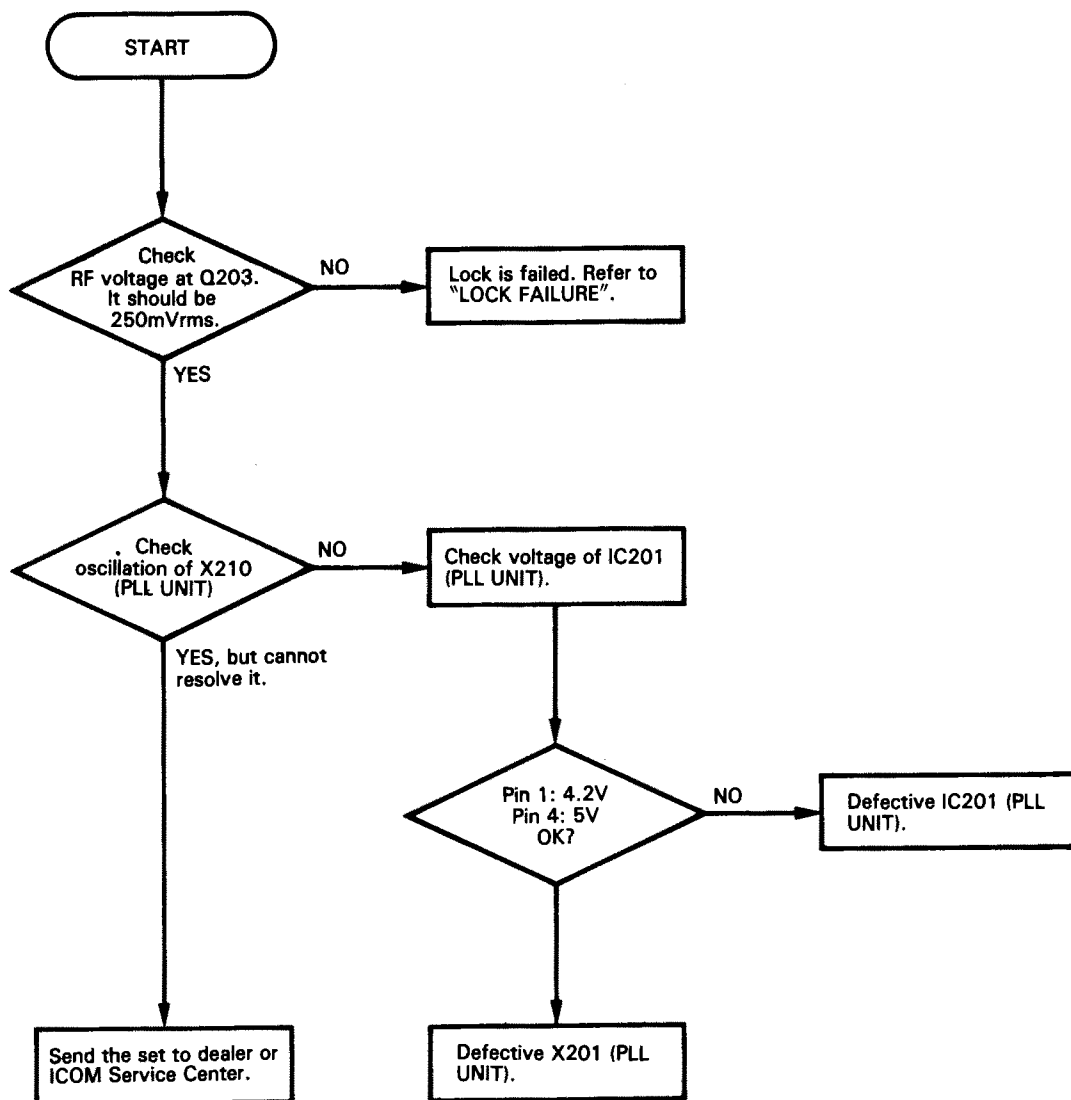 START
Check
RF voltage at Q203.
It should be
250mVrms.
NO
Lock is failed. Refer to
“LOCK FAILURE”.
YES
. Check
oscillation of X210
(PLL UNIT)
NO
Check voltage of IC201
(PLL UNIT).
YES, but cannot
resolve it.
Pin 1: 4.2V
Pin 4: 5V
OK?
NO
Defective IC201 (PLL
UNIT).
Send the set to dealer or
ICOM Service Center.
Defective X201 (PLL
UNIT).